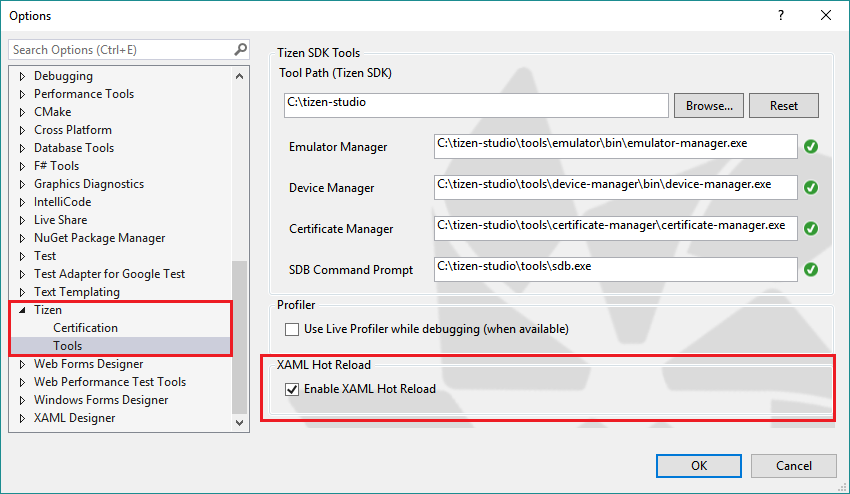 Options
?
Search Options (Ctrl+E)
Debugging
Performance Tools
CMake
Cross Platform
Database Tools
F# Tools
Graphics Diagnostics
IntelliCode
Live Share
NuGet Package Manager
Test
Test Adapter for Google Test
Text Templating
Tizen
Certification
Tools
Web Forms Designer
Web Performance Test Tools
Windows Forms Designer
XAML Designer
Tizen SDK Tools
Tool Path (Tizen SDK)
C:\tizen-studio
Browse...
Reset
Emulator Manager
C:\tizen-studio\tools\emulator\bin\emulator-manager.exe
Device Manager
C:\tizen-studio\tools\device-manager\bin\device-manager.exe
Certificate Manager
C:\tizen-studio\tools\certificate-manager\certificate-manager.exe
SDB Command Prompt
C:\tizen-studio\tools\sdb.exe
Profiler
Use Live Profiler while debugging (when available)
XAML Hot Reload
Enable XAML Hot Reload
OK
Cancel